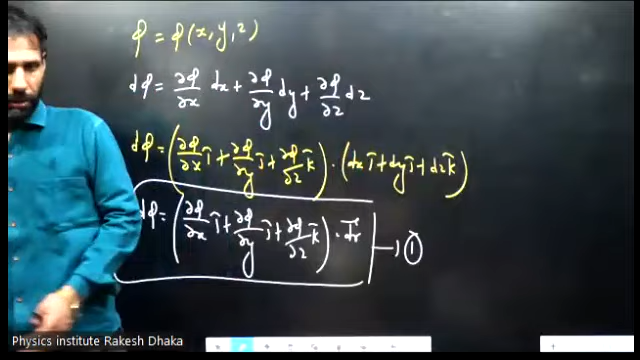 φ = φ(x, y, z)
dφ = ∂φ/∂x dx + ∂φ/∂y dy + ∂φ/∂z dz
dφ = (∂φ/∂x î + ∂φ/∂y ĵ + ∂φ/∂z k̂) · (dx î + dy ĵ + dz k̂)
dφ = (∂φ/∂x î + ∂φ/∂y ĵ + ∂φ/∂z k̂) · d⃗r → ①
Physics institute Rakesh Dhaka